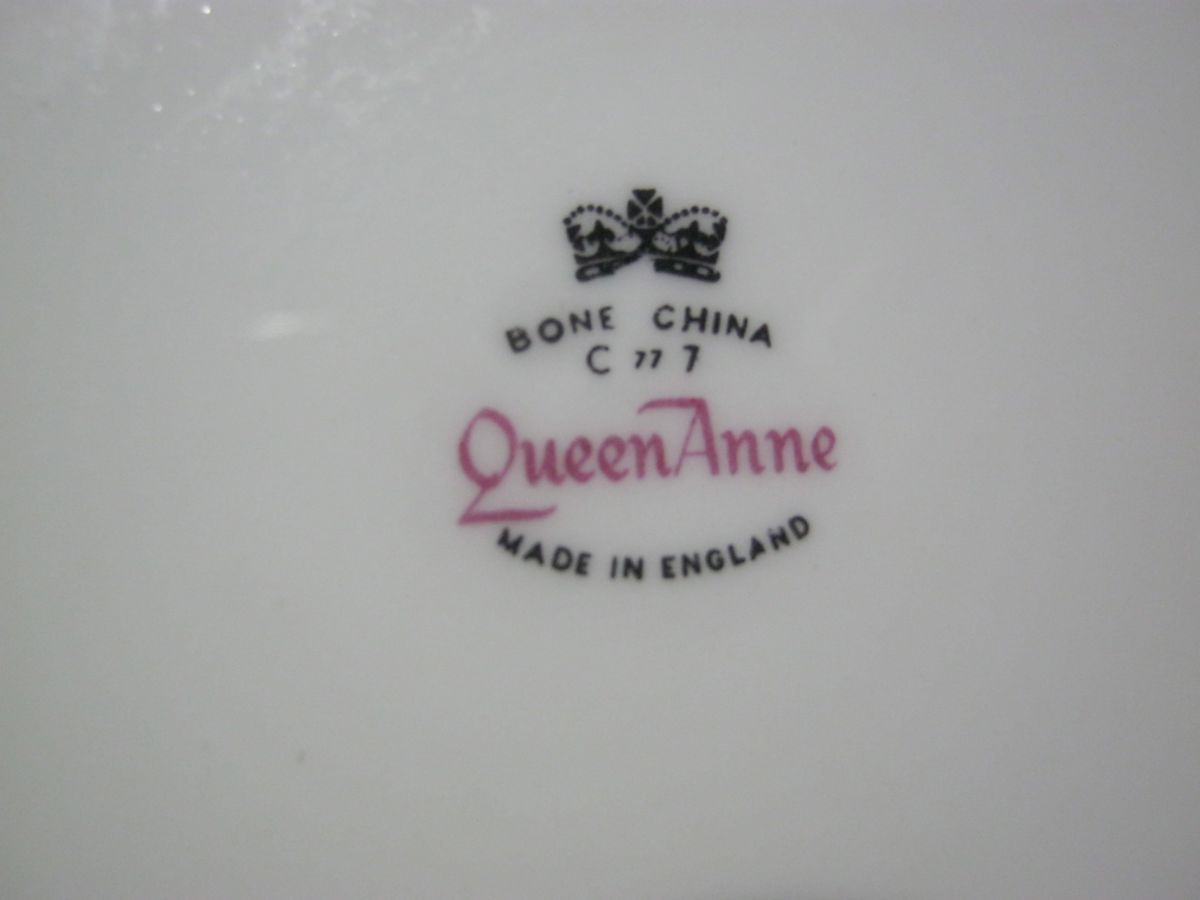 BONE CHINA
C 77 7
Queen Anne
MADE IN ENGLAND